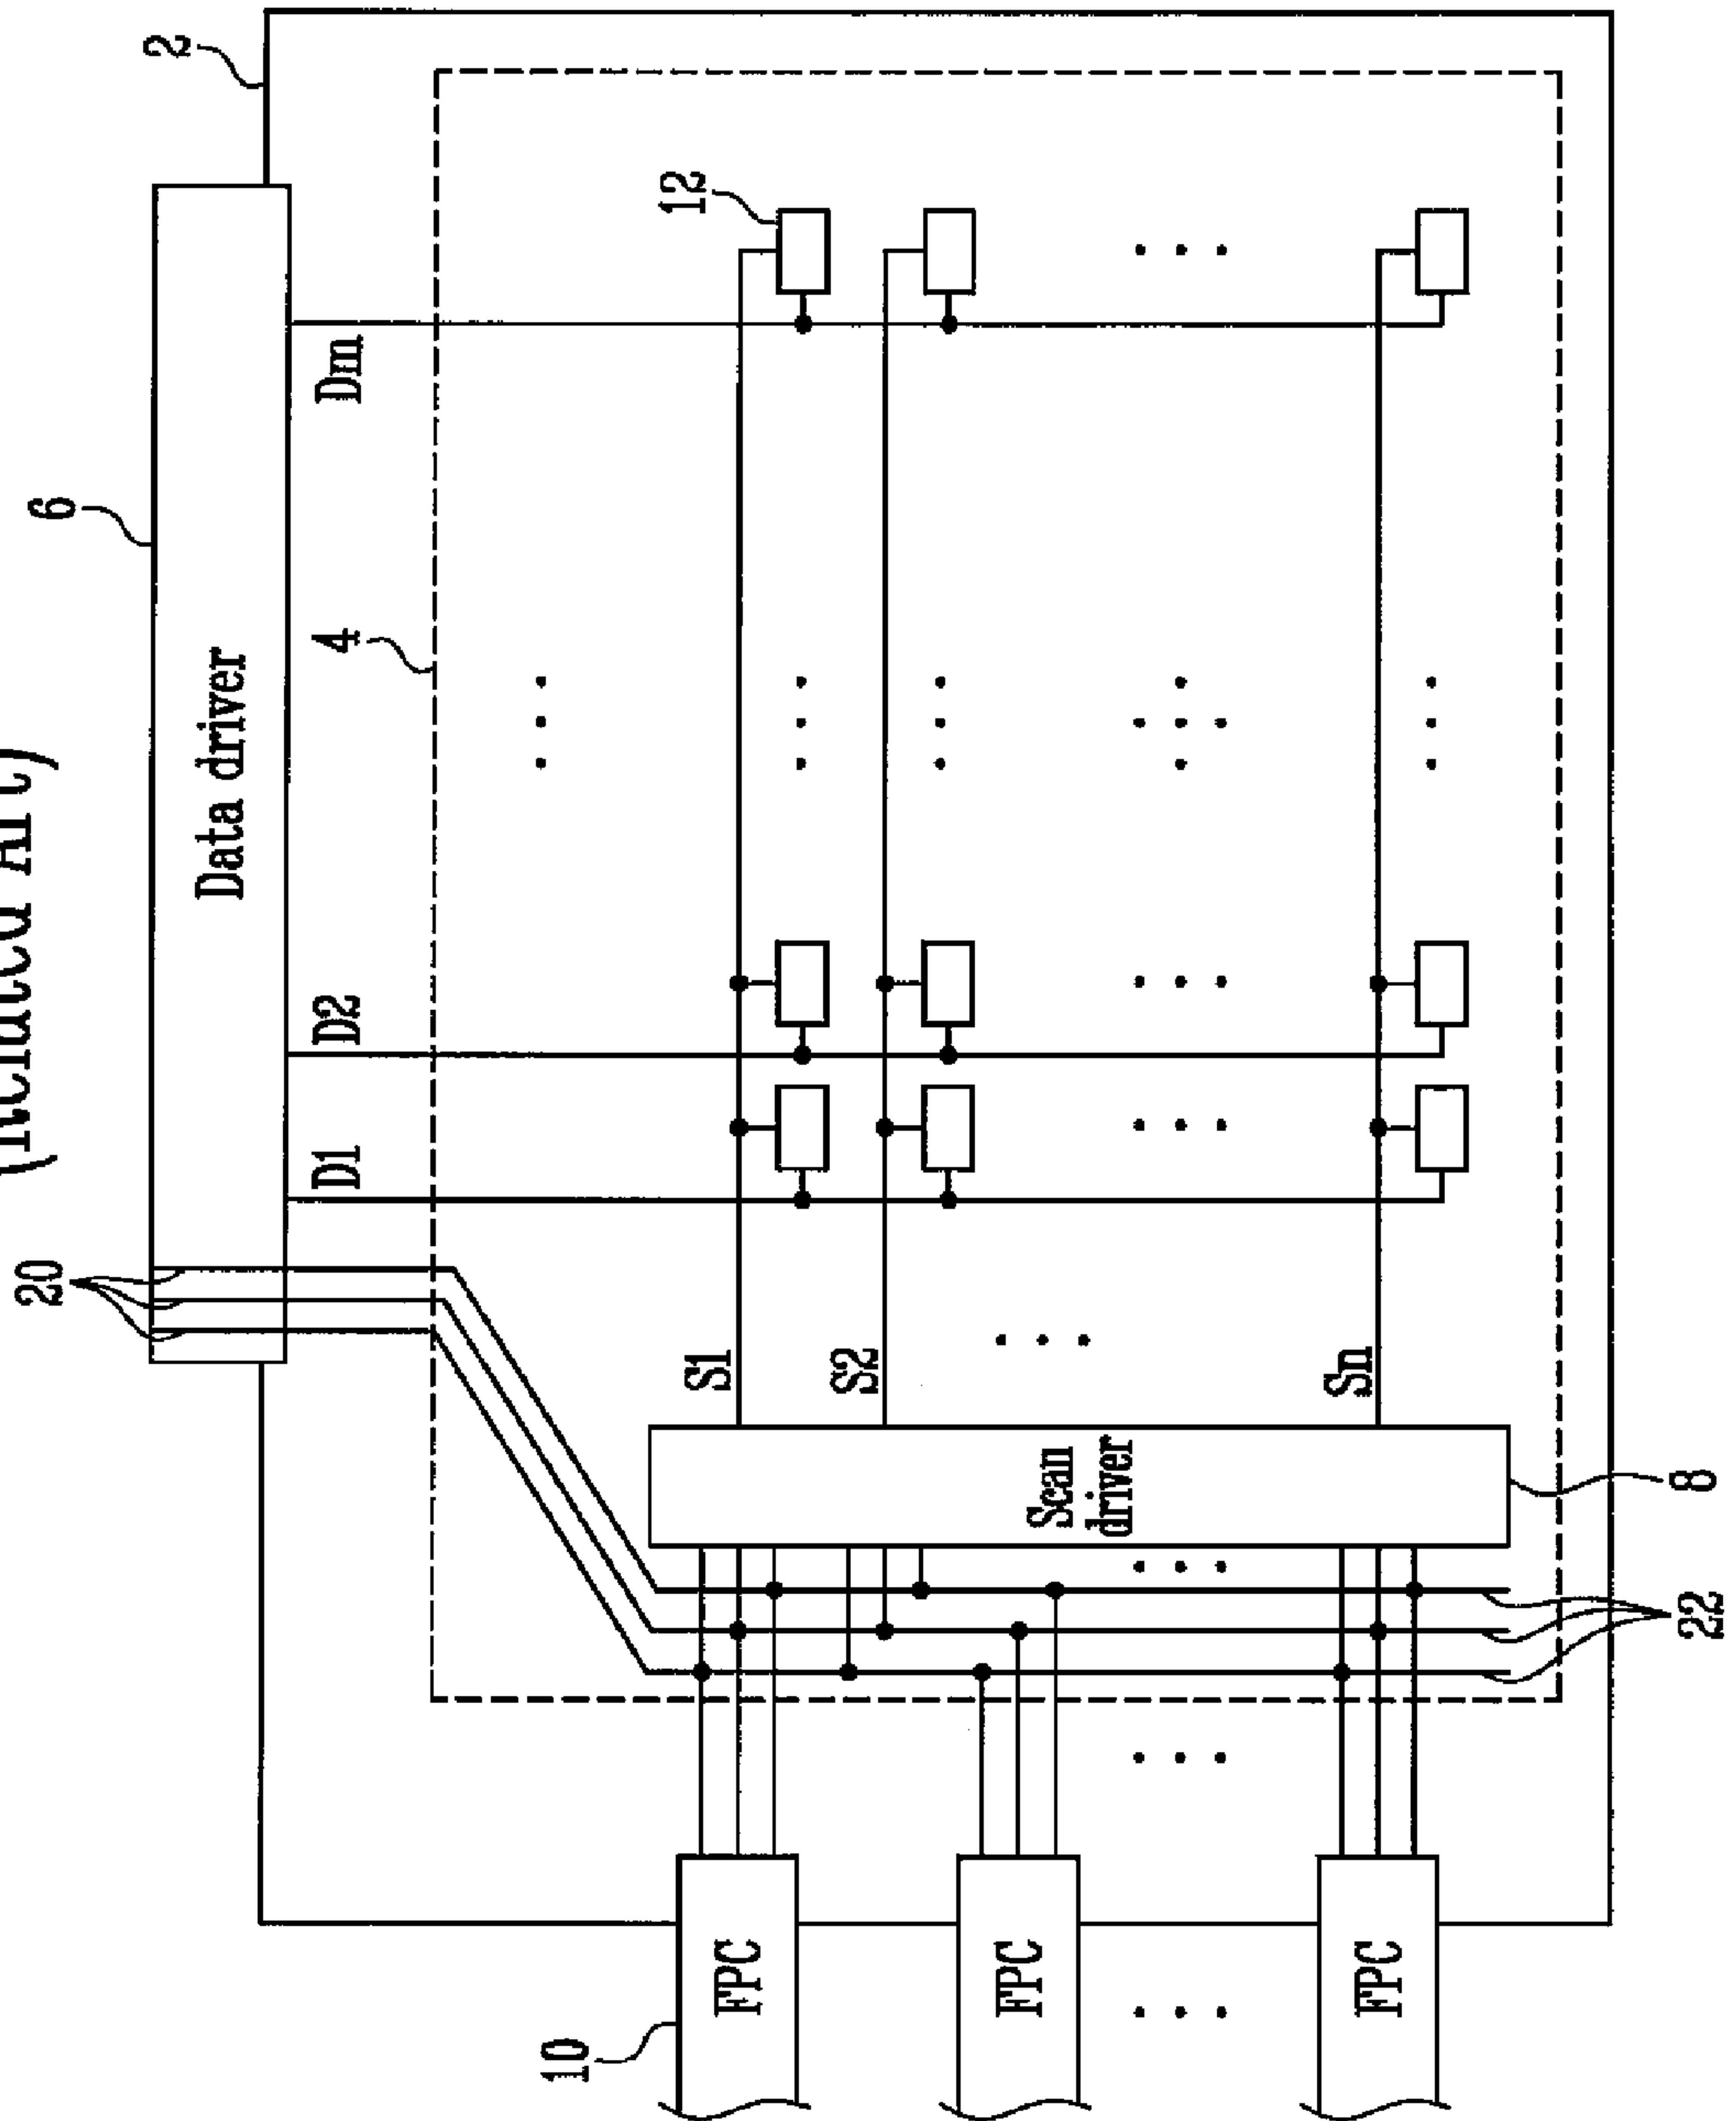 (Related Art)
20
6
2
Data driver
D1
D2
4
Dm
10
12
S1
FPC
S2
FPC
Scan
driver
Sn
FPC
22
8